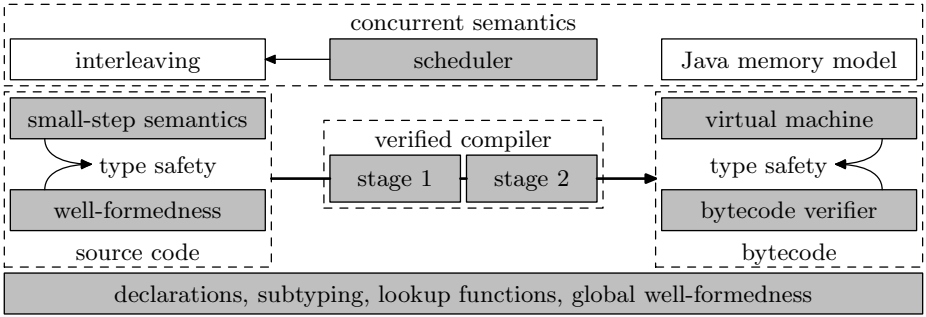 concurrent semantics
interleaving
scheduler
Java memory model
small-step semantics
type safety
well-formedness
source code
verified compiler
stage 1
stage 2
virtual machine
type safety
bytecode verifier
bytecode
declarations, subtyping, lookup functions, global well-formedness